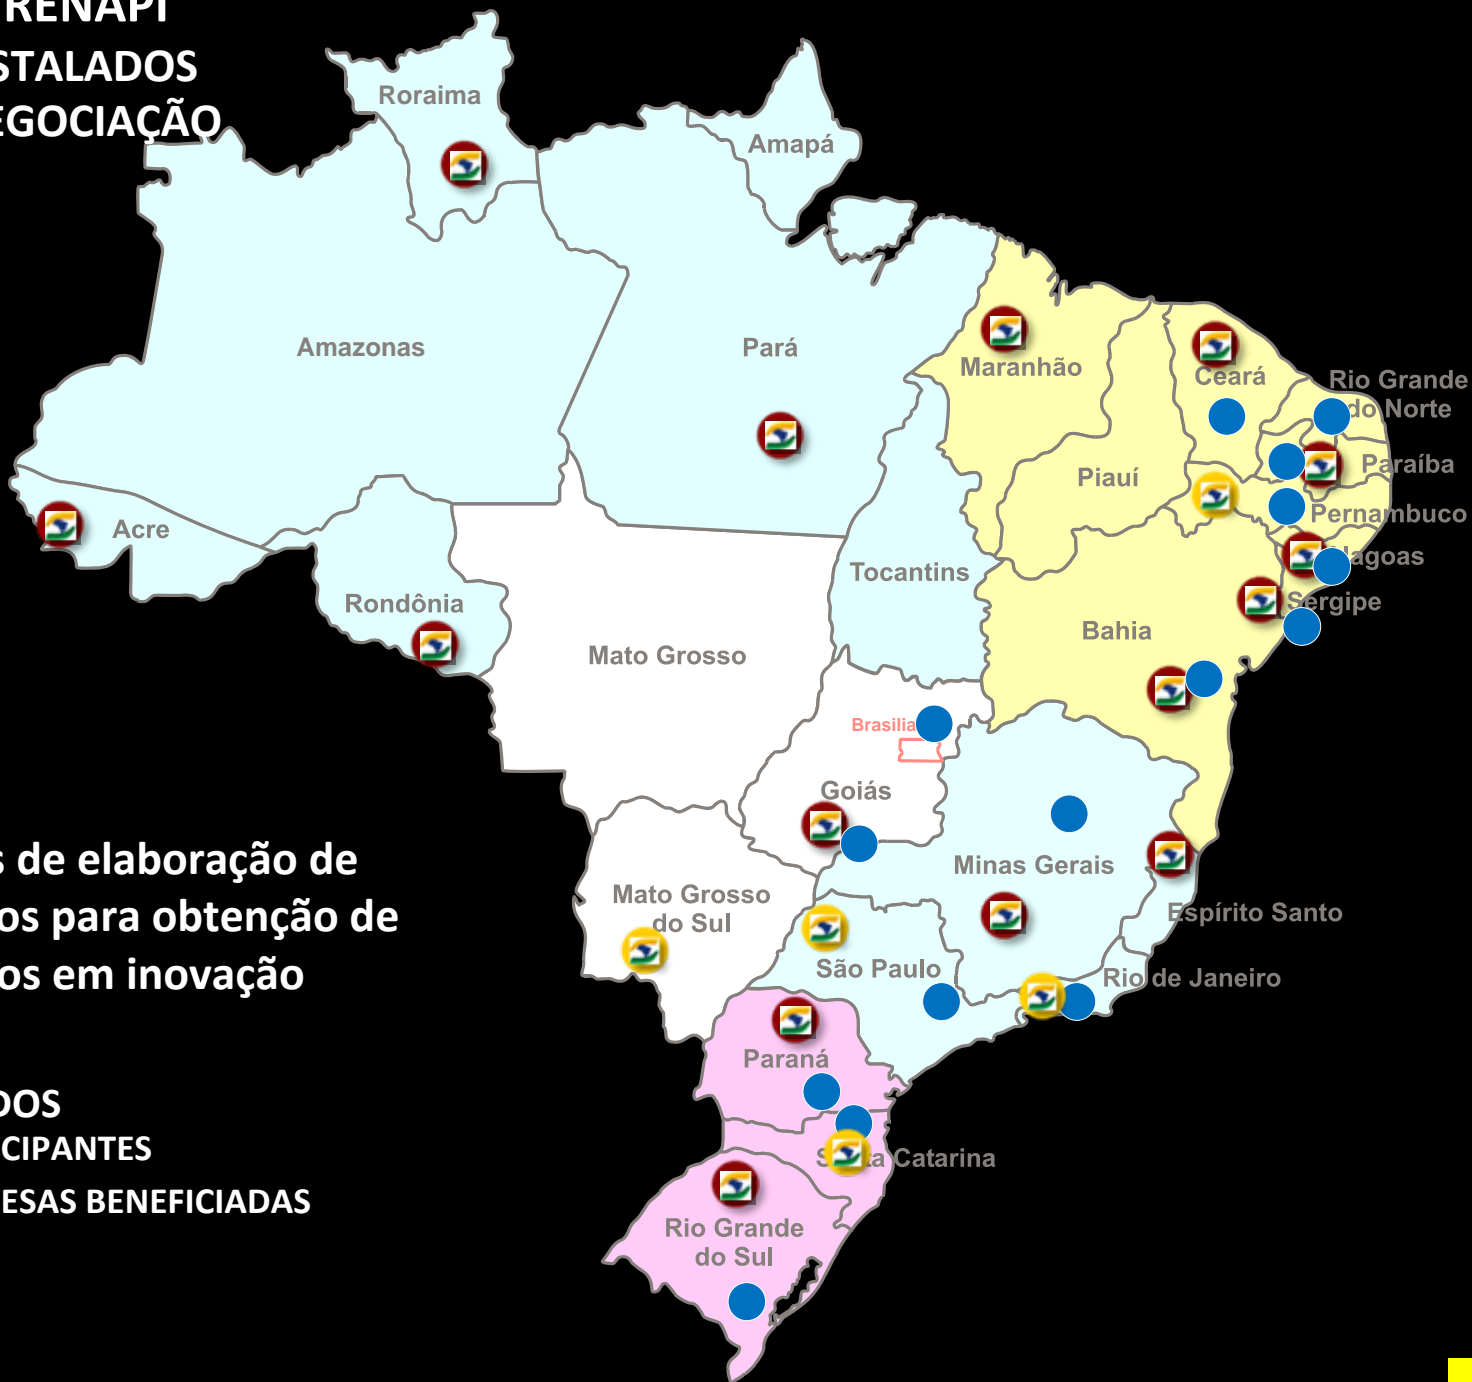 RENAPI
STALADOS
EGOCIAÇÃO
Roraima
Amapá
Amazonas
Pará
Maranhão
Ceará
Rio Grande
do Norte
Piauí
Paraíba
Pernambuco
Acre
lagoas
Tocantins
Rondônia
Sergipe
Bahia
Mato Grosso
Brasilia
Goiás
s de elaboração de
os para obtenção de
os em inovação
Minas Gerais
Mato Grosso
do Sul
Espírito Santo
São Paulo
Rio de Janeiro
Paraná
DOS
CIPANTES
ESAS BENEFICIADAS
S ta Catarina
Rio Grande
do Sul